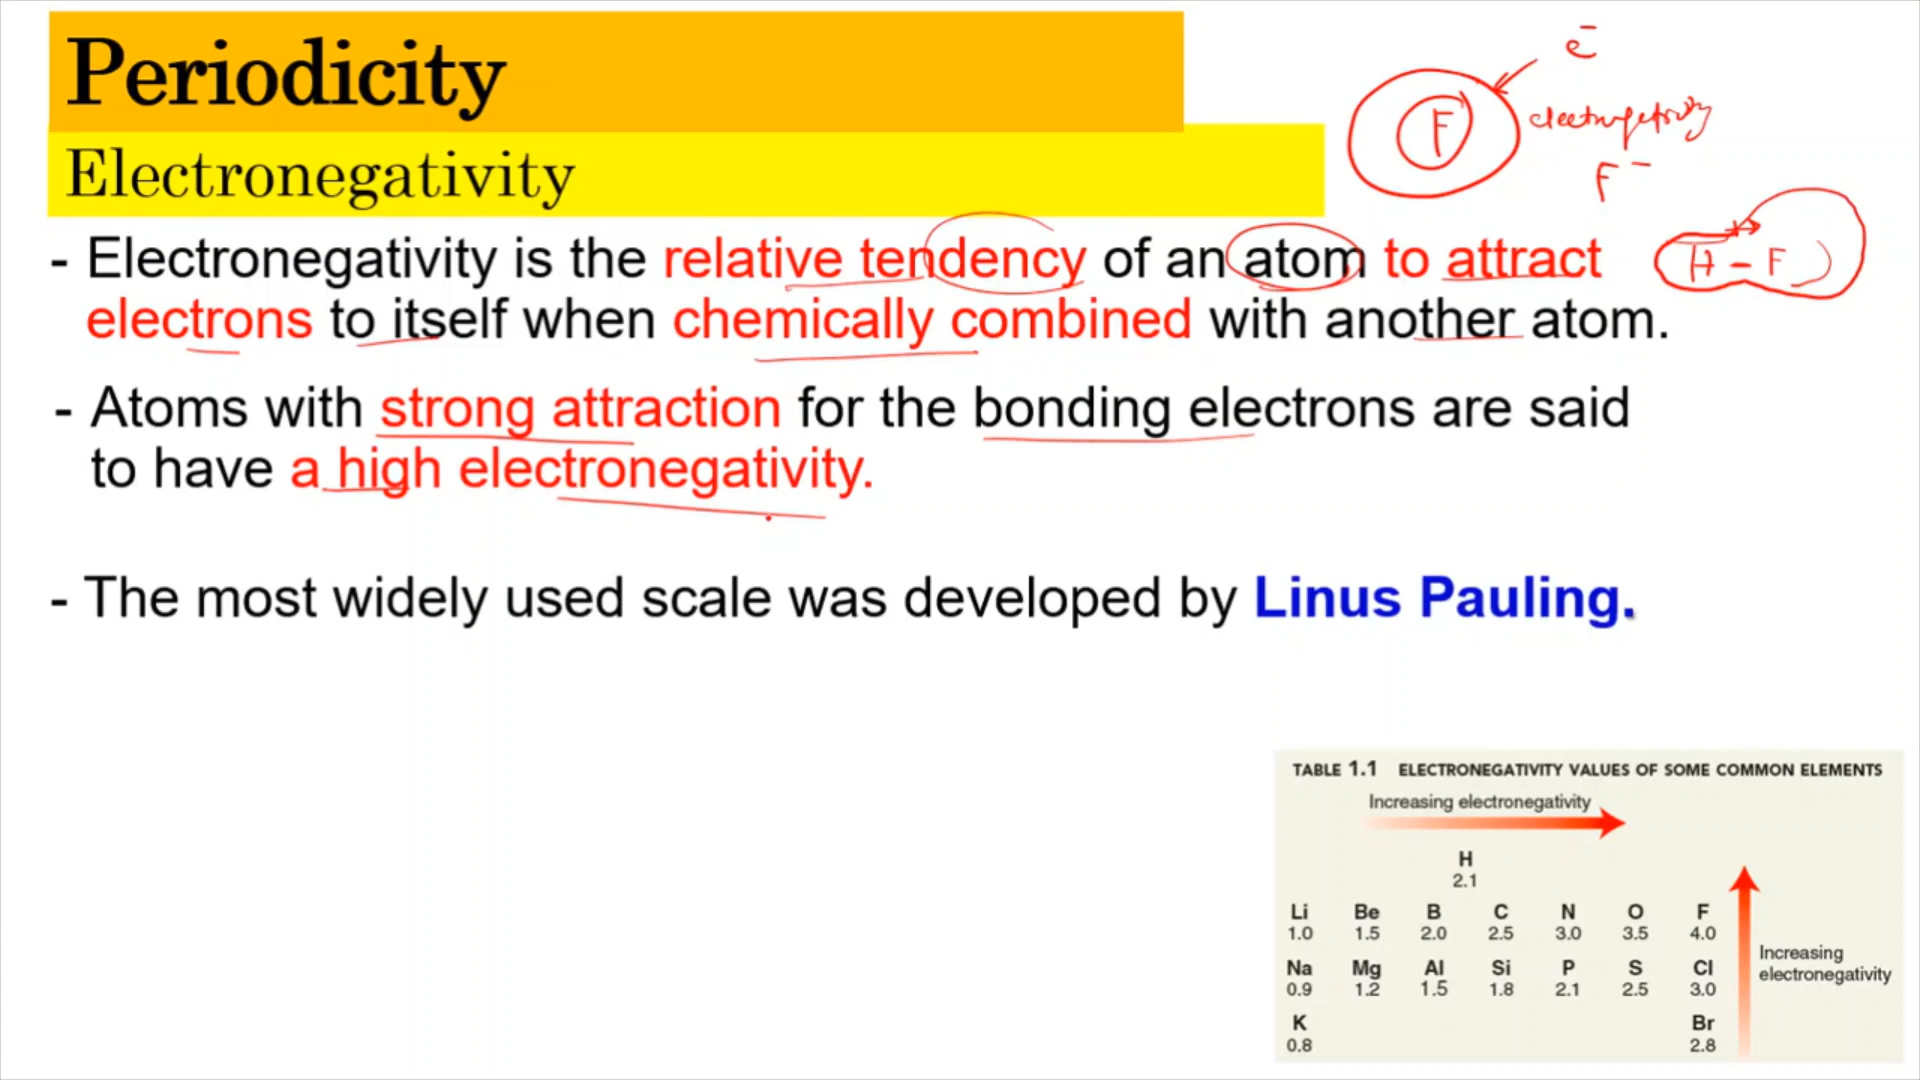 Periodicity
Electronegativity
e⁻
F
electronegativity
F⁻
H - F
- Electronegativity is the relative tendency of an atom to attract
electrons to itself when chemically combined with another atom.
- Atoms with strong attraction for the bonding electrons are said
to have a high electronegativity.
- The most widely used scale was developed by Linus Pauling.
TABLE 1.1 ELECTRONEGATIVITY VALUES OF SOME COMMON ELEMENTS
Increasing electronegativity
H
2.1
Li Be B C N O F
1.0 1.5 2.0 2.5 3.0 3.5 4.0
Na Mg Al Si P S Cl
0.9 1.2 1.5 1.8 2.1 2.5 3.0
K Br
0.8 2.8
Increasing
electronegativity